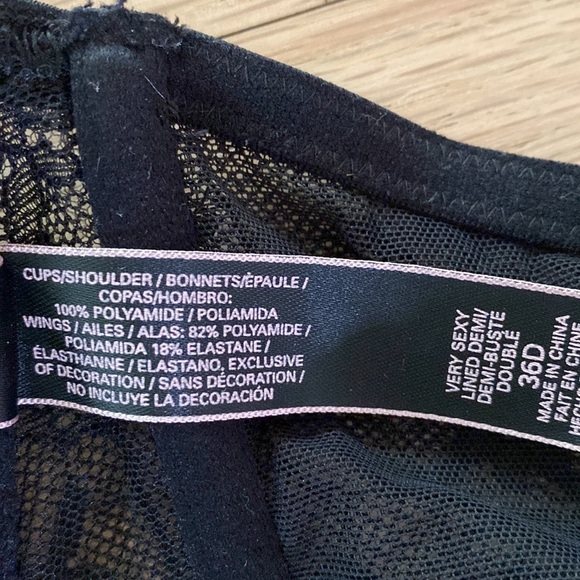 CUPS/SHOULDER / BONNETS/ÉPAULE /
COPAS/HOMBRO:
100% POLYAMIDE / POLIAMIDA
WINGS / AILES / ALAS: 82% POLYAMIDE /
POLIAMIDA 18% ELASTANE /
ÉLASTHANNE / ELASTANO, EXCLUSIVE
OF DECORATION / SANS DÉCORATION /
NO INCLUYE LA DECORACIÓN
VERY SEXY
LINED DEMI/
DEMI-BUSTE
DOUBLÉ
36D
MADE IN CHINA
FAIT EN CHINE